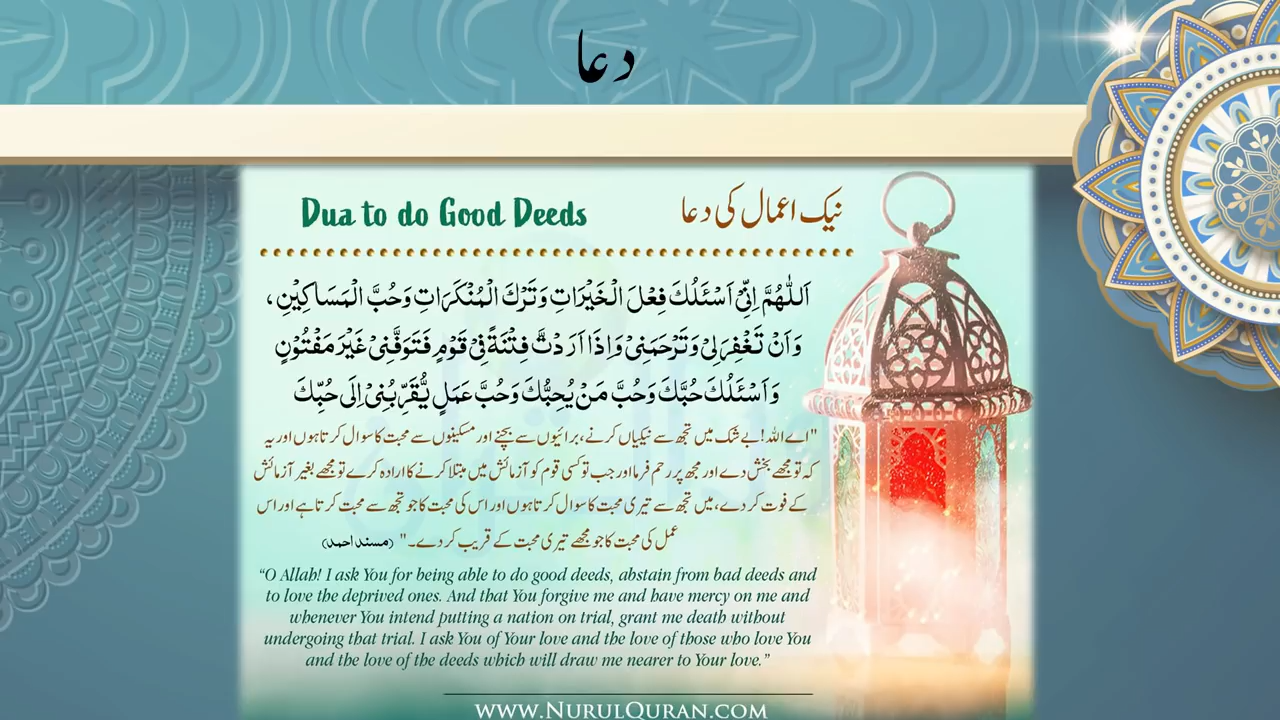 دعا
Dua to do Good Deeds
نیک اعمال کی دعا
اَللّٰهُمَّ اِنِّیْ اَسْئَلُكَ فِعْلَ الْخَیْرَاتِ وَتَرْكَ الْمُنْكَرَاتِ وَحُبَّ الْمَسَاكِیْنِ،
وَاَنْ تَغْفِرَلِیْ وَتَرْحَمَنِیْ وَاِذَا اَرَدْتَّ فِتْنَةً فِیْ قَوْمٍ فَتَوَفَّنِیْ غَیْرَ مَفْتُوْنٍ
وَاَسْئَلُكَ حُبَّكَ وَحُبَّ مَنْ یُحِبُّكَ وَحُبَّ عَمَلٍ یُّقَرِّبُنِیْ اِلَی حُبِّكَ
"اے اللہ! بے شک میں تجھ سے نیکیاں کرنے، برائیوں سے بچنے اور مسکینوں سے محبت کا سوال کرتا ہوں اور یہ
کہ تو مجھے بخش دے اور مجھ پر رحم فرما اور جب تو کسی قوم کو آزمائش میں مبتلا کرنے کا ارادہ کرے تو مجھے بغیر آزمائش
کے فوت کر دے، میں تجھ سے تیری محبت کا سوال کرتا ہوں اور اس کی محبت کا جو تجھ سے محبت کرتا ہے اور اس
عمل کی محبت کا جو مجھے تیری محبت کے قریب کر دے۔" (مسند احمد)
“O Allah! I ask You for being able to do good deeds, abstain from bad deeds and
to love the deprived ones. And that You forgive me and have mercy on me and
whenever You intend putting a nation on trial, grant me death without
undergoing that trial. I ask You of Your love and the love of those who love You
and the love of the deeds which will draw me nearer to Your love.”
www.NurulQuran.com